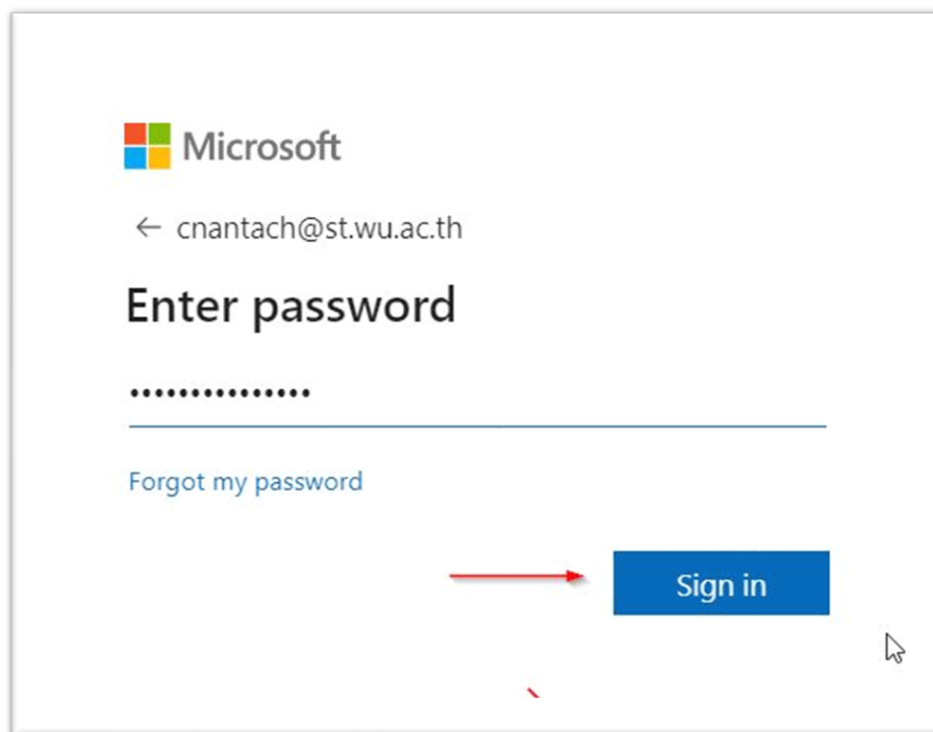 Microsoft
← cnantach@st.wu.ac.th
Enter password
•••••••••••••••
Forgot my password
Sign in